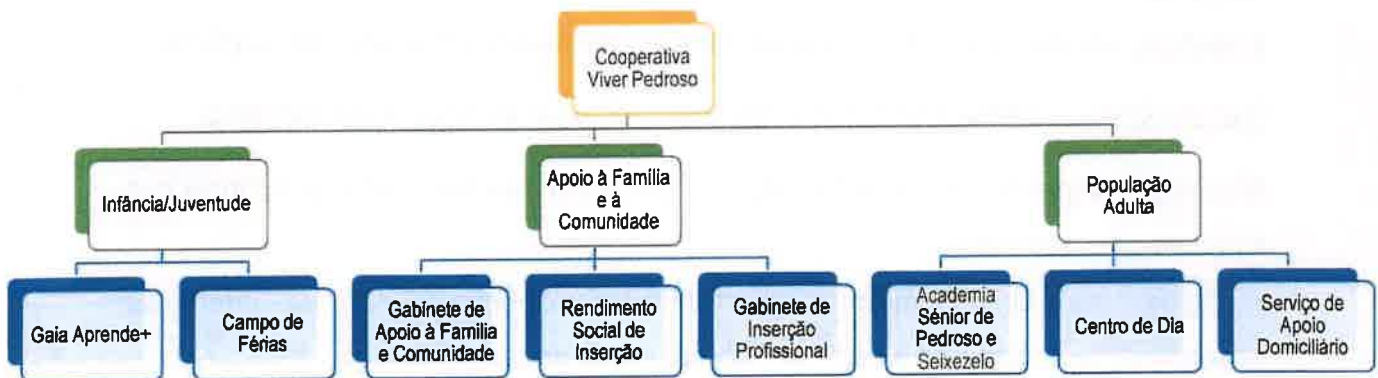 Cooperativa
Viver Pedroso
Infância/Juventude
Apoio à Família
e à
Comunidade
População
Adulta
Gaia Aprende+
Campo de
Férias
Gabinete de
Apoio à Família
e Comunidade
Rendimento
Social de
Inserção
Gabinete de
Inserção
Profissional
Academia
Sénior de
Pedroso e
Seixezelo
Centro de Dia
Serviço de
Apoio
Domiciliário